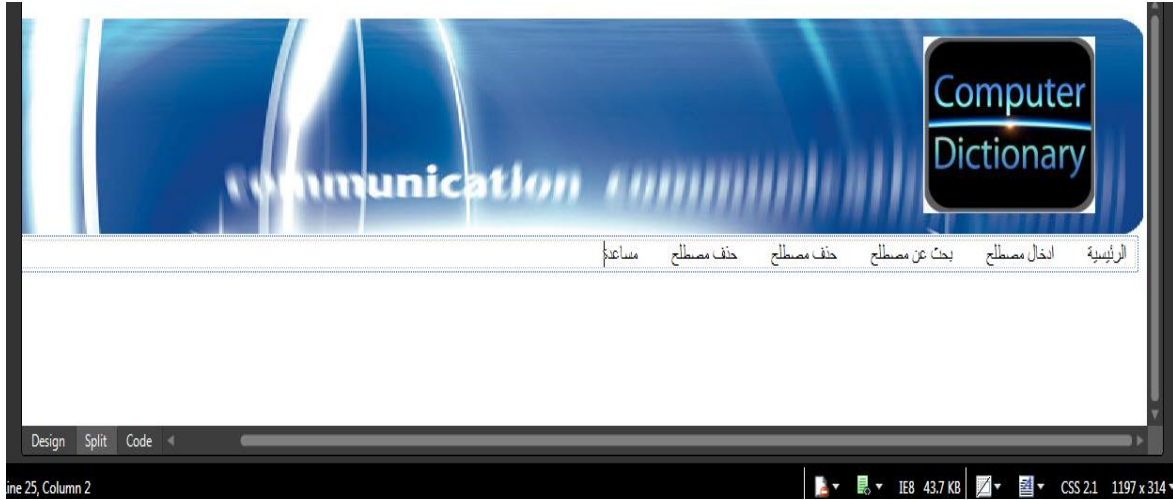 Computer
Dictionary
communication
الرئيسية ادخال مصطلح بحث عن مصطلح حذف مصطلح حذف مصطلح مساعدة
Design Split Code
ine 25, Column 2 IE8 43.7 KB CSS 2.1 1197 x 314